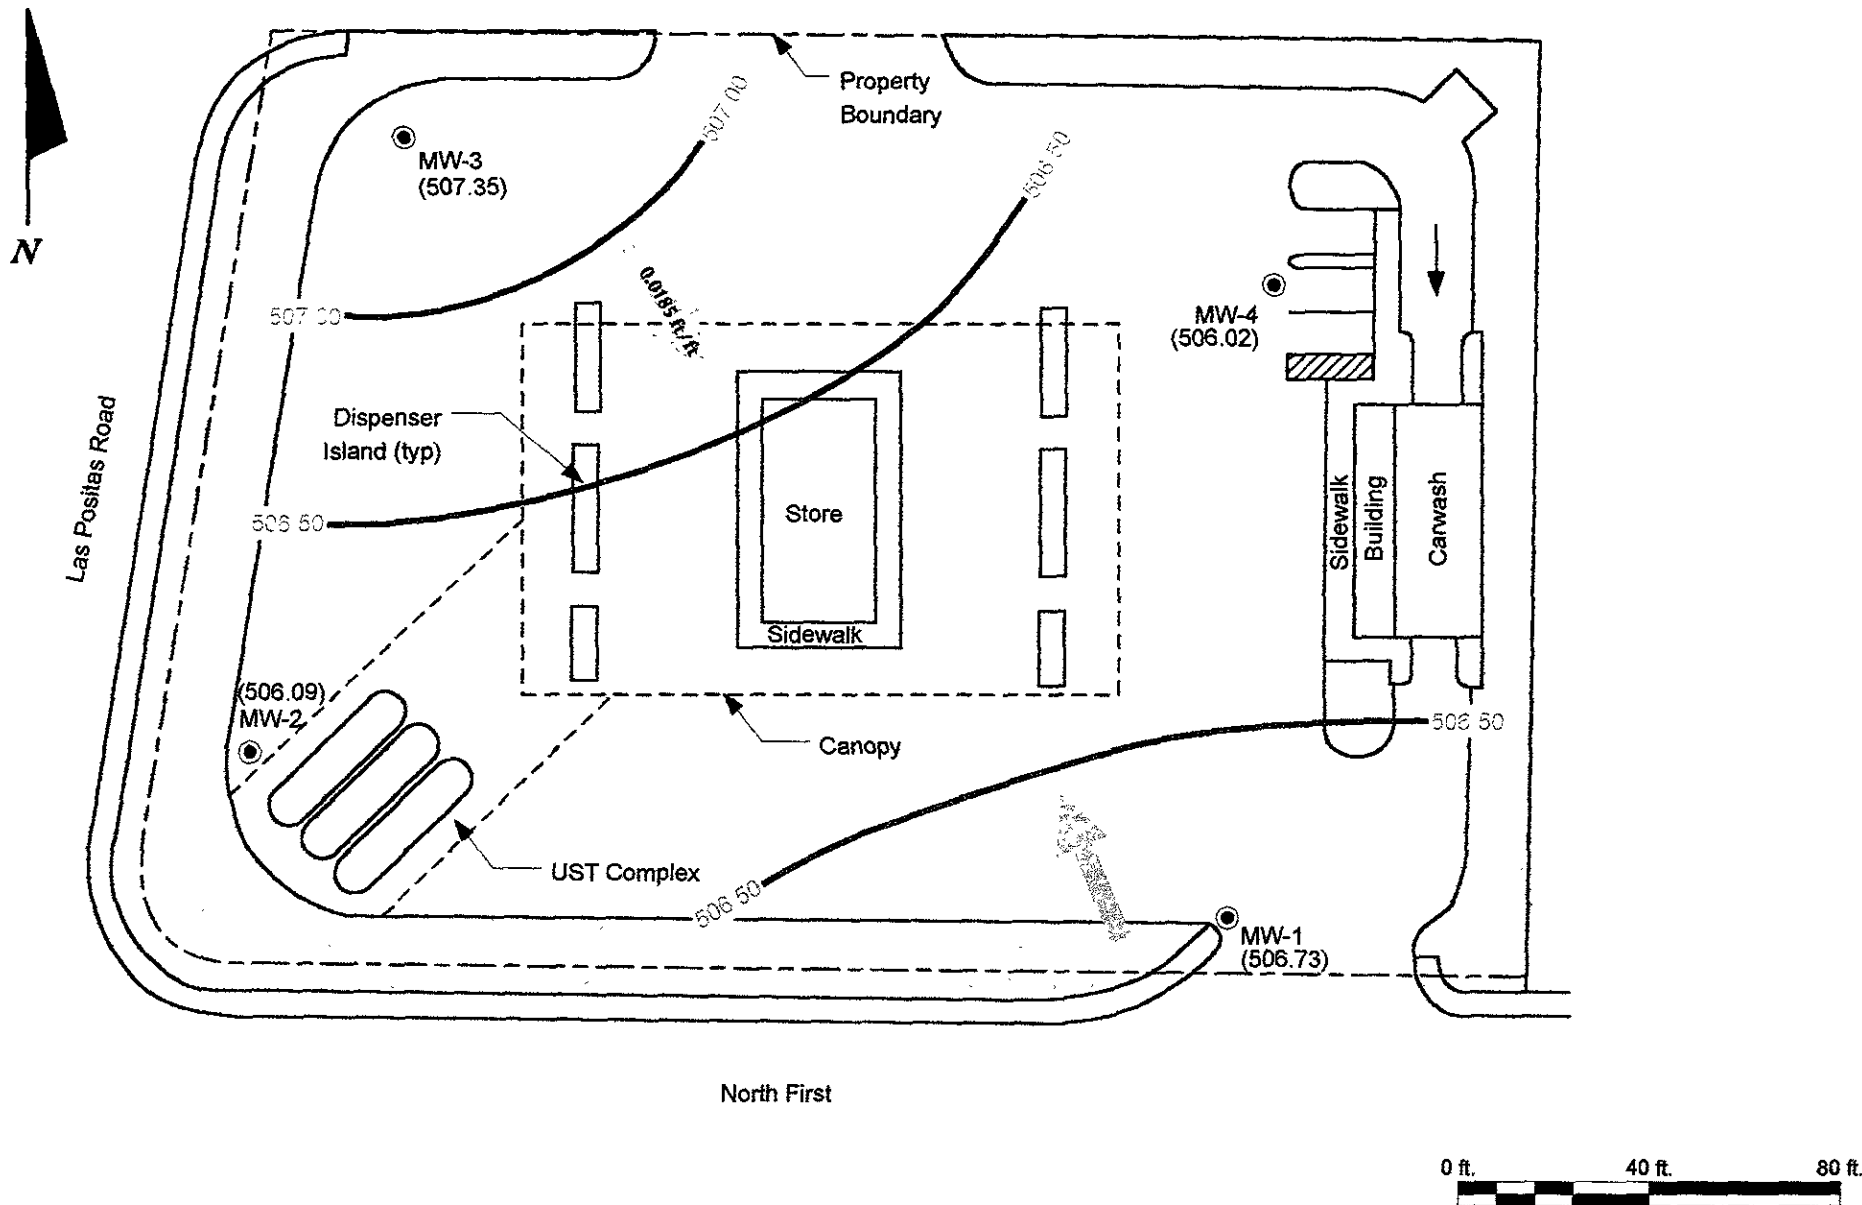 Property
Boundary
507.00
506.50
MW-3
(507.35)
N
0.0185 ft/ft
507.00
MW-4
(506.02)
Dispenser
Island (typ)
Las Positas Road
506.50
Store
Sidewalk
Sidewalk
Building
Carwash
(506.09)
MW-2
506.50
Canopy
UST Complex
506.50
MW-1
(506.73)
North First
0 ft.
40 ft.
80 ft.